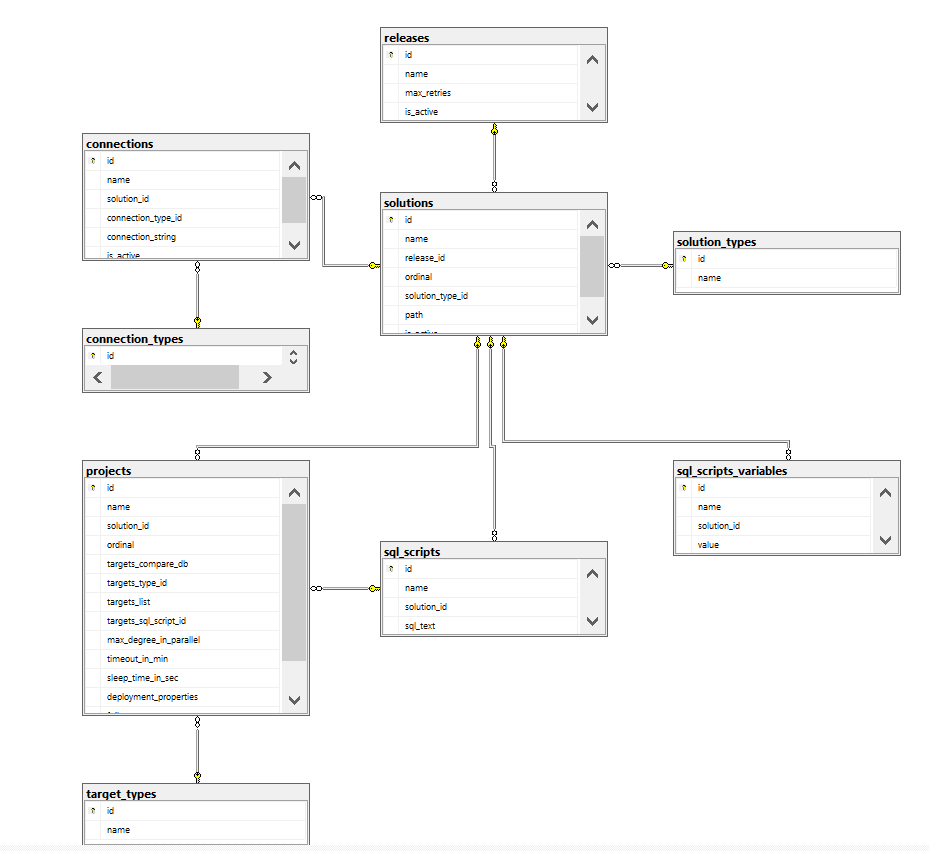 releases
id
name
max_retries
is_active
connections
id
name
solution_id
connection_type_id
connection_string
is_active
solutions
id
name
release_id
ordinal
solution_type_id
path
is_active
solution_types
id
name
connection_types
id
projects
id
name
solution_id
ordinal
targets_compare_db
targets_type_id
targets_list
targets_sql_script_id
max_degree_in_parallel
timeout_in_min
sleep_time_in_sec
deployment_properties
sql_scripts
id
name
solution_id
sql_text
sql_scripts_variables
id
name
solution_id
value
target_types
id
name